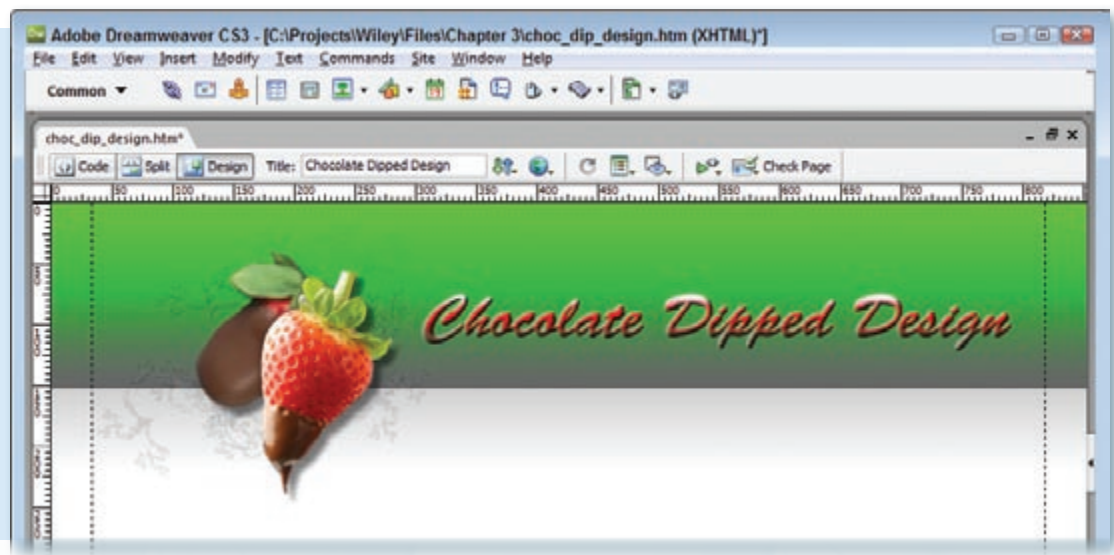 Adobe Dreamweaver CS3 - [C:\Projects\Wiley\Files\Chapter 3\choc_dip_design.htm (XHTML)*]
File Edit View Insert Modify Text Commands Site Window Help
Common
choc_dip_design.htm*
Code Split Design Title: Chocolate Dipped Design Check Page
0 50 100 150 200 250 300 350 400 450 500 550 600 650 700 750 800
Chocolate Dipped Design